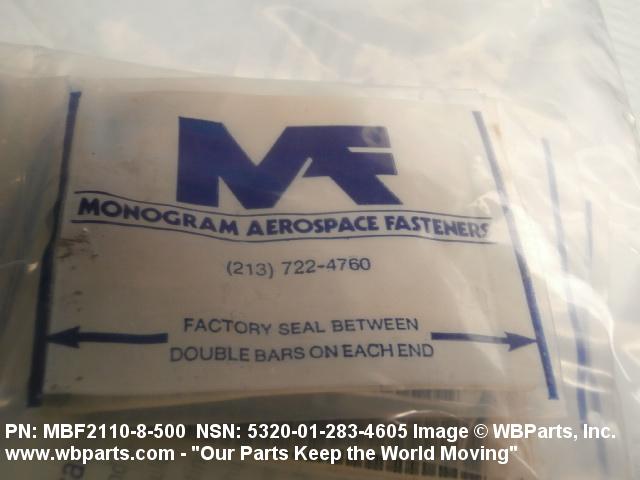 MAF
MONOGRAM AEROSPACE FASTENERS
(213) 722-4760
FACTORY SEAL BETWEEN
DOUBLE BARS ON EACH END
PN: MBF2110-8-500 NSN: 5320-01-283-4605 Image © WBParts, Inc.
www.wbparts.com - "Our Parts Keep the World Moving"